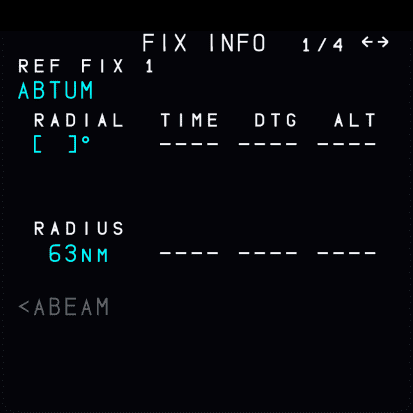 FIX INFO 1/4 ←→
REF FIX 1
ABTUM
RADIAL TIME DTG ALT
[ ]° ---- ---- ----
RADIUS
63NM ---- ---- ----
<ABEAM